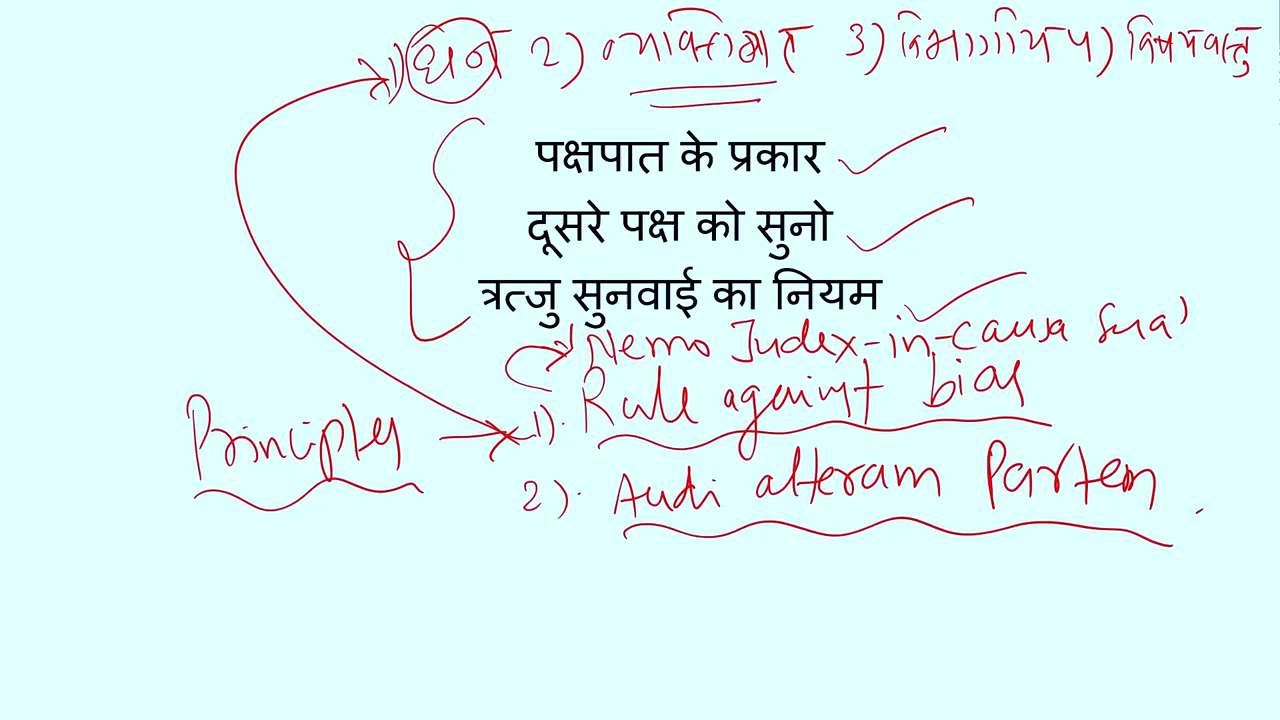 1) धन 2) व्यक्तिगत 3) विभागीय 4) विषयवस्तु
पक्षपात के प्रकार
दूसरे पक्ष को सुनो
त्रत्जु सुनवाई का नियम
Nemo Judex-in-causa Sua
Principles 1). Rule against bias
2). Audi alteram Partem